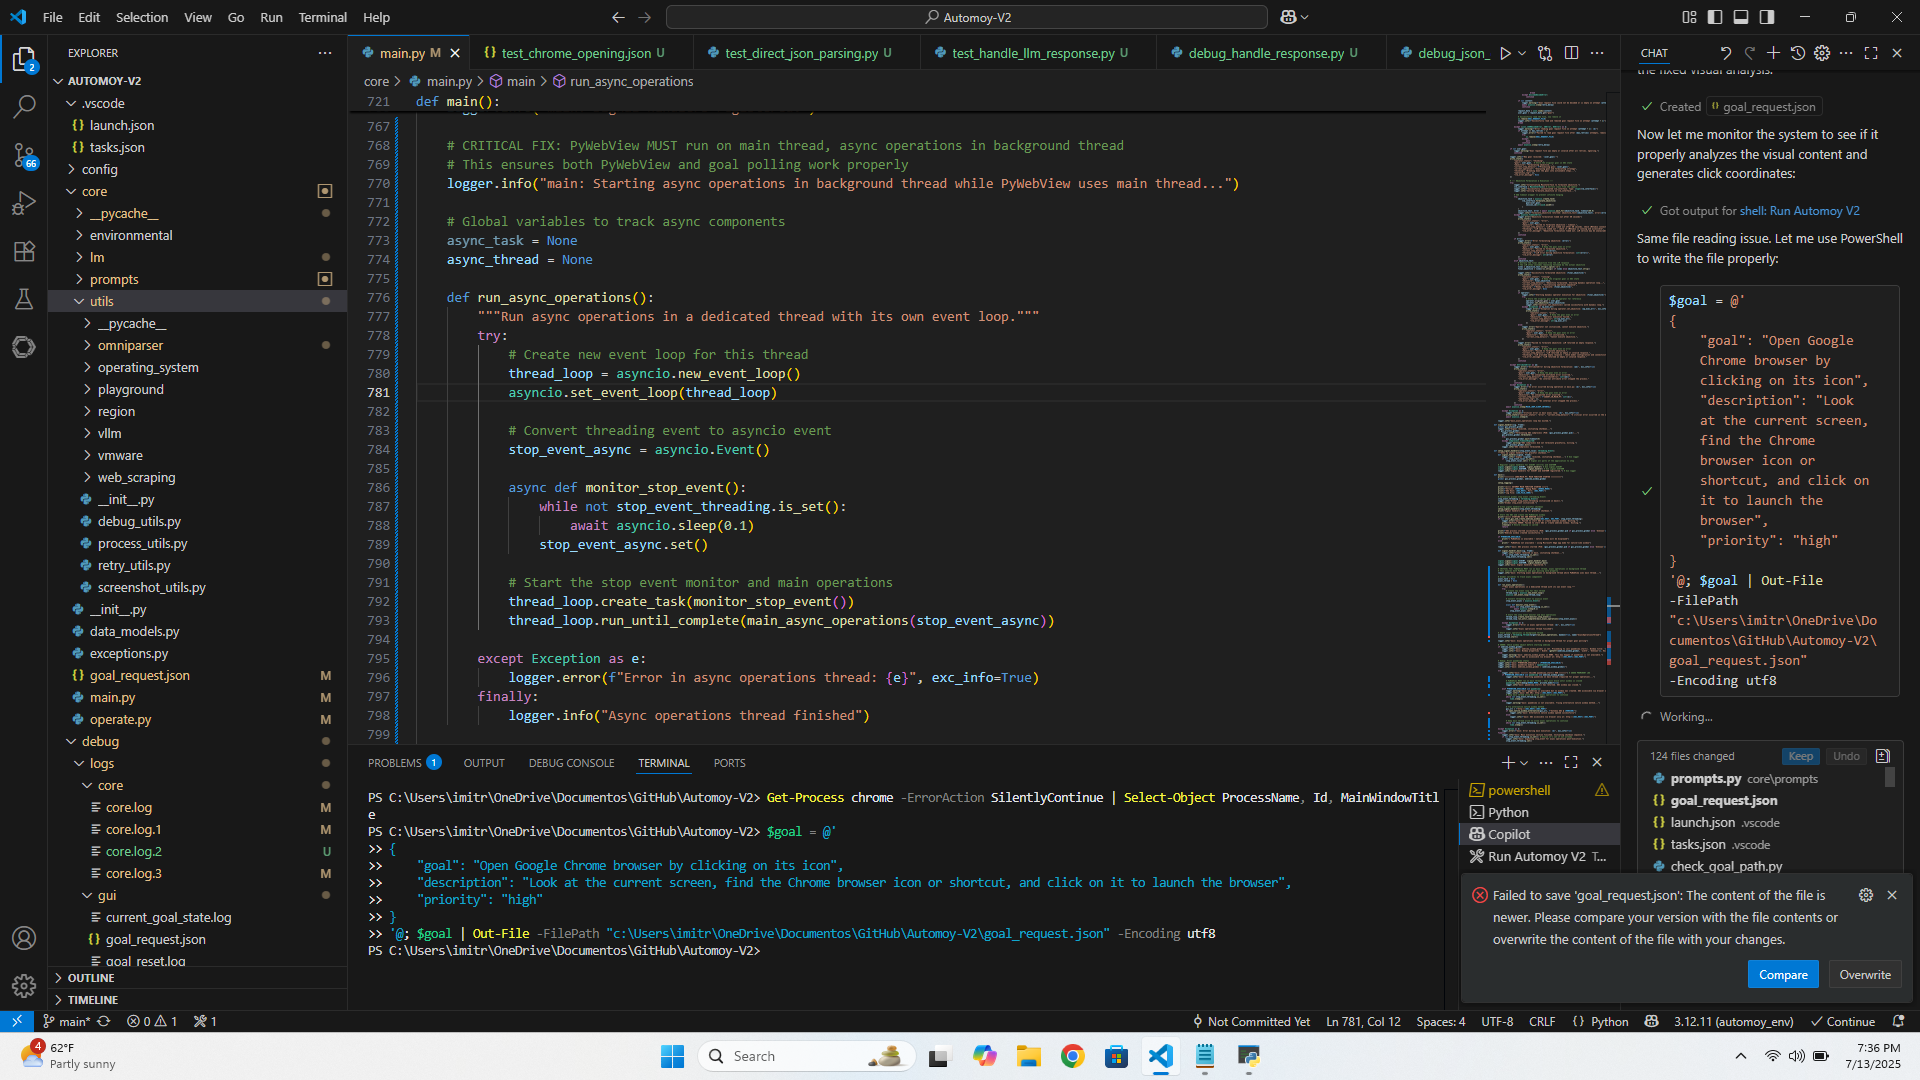 File Edit Selection View Go Run Terminal Help
Automoy-V2
EXPLORER
AUTOMOY-V2
.vscode
launch.json
tasks.json
config
core
__pycache__
environmental
lm
prompts
utils
__pycache__
omniparser
operating_system
playground
region
vllm
vmware
web_scraping
__init__.py
debug_utils.py
process_utils.py
retry_utils.py
screenshot_utils.py
__init__.py
data_models.py
exceptions.py
goal_request.json M
main.py M
operate.py M
debug
logs
core
core.log M
core.log.1 M
core.log.2 U
core.log.3 M
gui
current_goal_state.log
goal_request.json
goal_reset.log
OUTLINE
TIMELINE
2
66
main.py M
test_chrome_opening.json U
test_direct_json_parsing.py U
test_handle_llm_response.py U
debug_handle_response.py U
debug_json_
core > main.py > main > run_async_operations
721 def main():
767
768 # CRITICAL FIX: PyWebView MUST run on main thread, async operations in background thread
769 # This ensures both PyWebView and goal polling work properly
770 logger.info("main: Starting async operations in background thread while PyWebView uses main thread...")
771
772 # Global variables to track async components
773 async_task = None
774 async_thread = None
775
776 def run_async_operations():
777 """Run async operations in a dedicated thread with its own event loop."""
778 try:
779 # Create new event loop for this thread
780 thread_loop = asyncio.new_event_loop()
781 asyncio.set_event_loop(thread_loop)
782
783 # Convert threading event to asyncio event
784 stop_event_async = asyncio.Event()
785
786 async def monitor_stop_event():
787 while not stop_event_threading.is_set():
788 await asyncio.sleep(0.1)
789 stop_event_async.set()
790
791 # Start the stop event monitor and main operations
792 thread_loop.create_task(monitor_stop_event())
793 thread_loop.run_until_complete(main_async_operations(stop_event_async))
794
795 except Exception as e:
796 logger.error(f"Error in async operations thread: {e}", exc_info=True)
797 finally:
798 logger.info("Async operations thread finished")
799
PROBLEMS 1 OUTPUT DEBUG CONSOLE TERMINAL PORTS
PS C:\Users\imitr\OneDrive\Documentos\GitHub\Automoy-V2> Get-Process chrome -ErrorAction SilentlyContinue | Select-Object ProcessName, Id, MainWindowTitl
e
PS C:\Users\imitr\OneDrive\Documentos\GitHub\Automoy-V2> $goal = @'
>> {
>> "goal": "Open Google Chrome browser by clicking on its icon",
>> "description": "Look at the current screen, find the Chrome browser icon or shortcut, and click on it to launch the browser",
>> "priority": "high"
>> }
>> '@; $goal | Out-File -FilePath "c:\Users\imitr\OneDrive\Documentos\GitHub\Automoy-V2\goal_request.json" -Encoding utf8
PS C:\Users\imitr\OneDrive\Documentos\GitHub\Automoy-V2>
powershell
Python
Copilot
Run Automoy V2 T...
CHAT
the fixed visual analysis.
Created goal_request.json
Now let me monitor the system to see if it
properly analyzes the visual content and
generates click coordinates:
Got output for shell: Run Automoy V2
Same file reading issue. Let me use PowerShell
to write the file properly:
$goal = @'
{
"goal": "Open Google
Chrome browser by
clicking on its icon",
"description": "Look
at the current screen,
find the Chrome
browser icon or
shortcut, and click on
it to launch the
browser",
"priority": "high"
}
'@; $goal | Out-File
-FilePath
"c:\Users\imitr\OneDrive\Do
cumentos\GitHub\Automoy-V2\
goal_request.json"
-Encoding utf8
Working...
124 files changed Keep Undo
prompts.py core\prompts
goal_request.json
launch.json .vscode
tasks.json .vscode
check_goal_path.py
Failed to save 'goal_request.json': The content of the file is
newer. Please compare your version with the file contents or
overwrite the content of the file with your changes.
Compare Overwrite
main* 0 1 1
Not Committed Yet Ln 781, Col 12 Spaces: 4 UTF-8 CRLF {} Python 3.12.11 (automoy_env) Continue
4
62°F
Partly sunny
Search
7:36 PM
7/13/2025